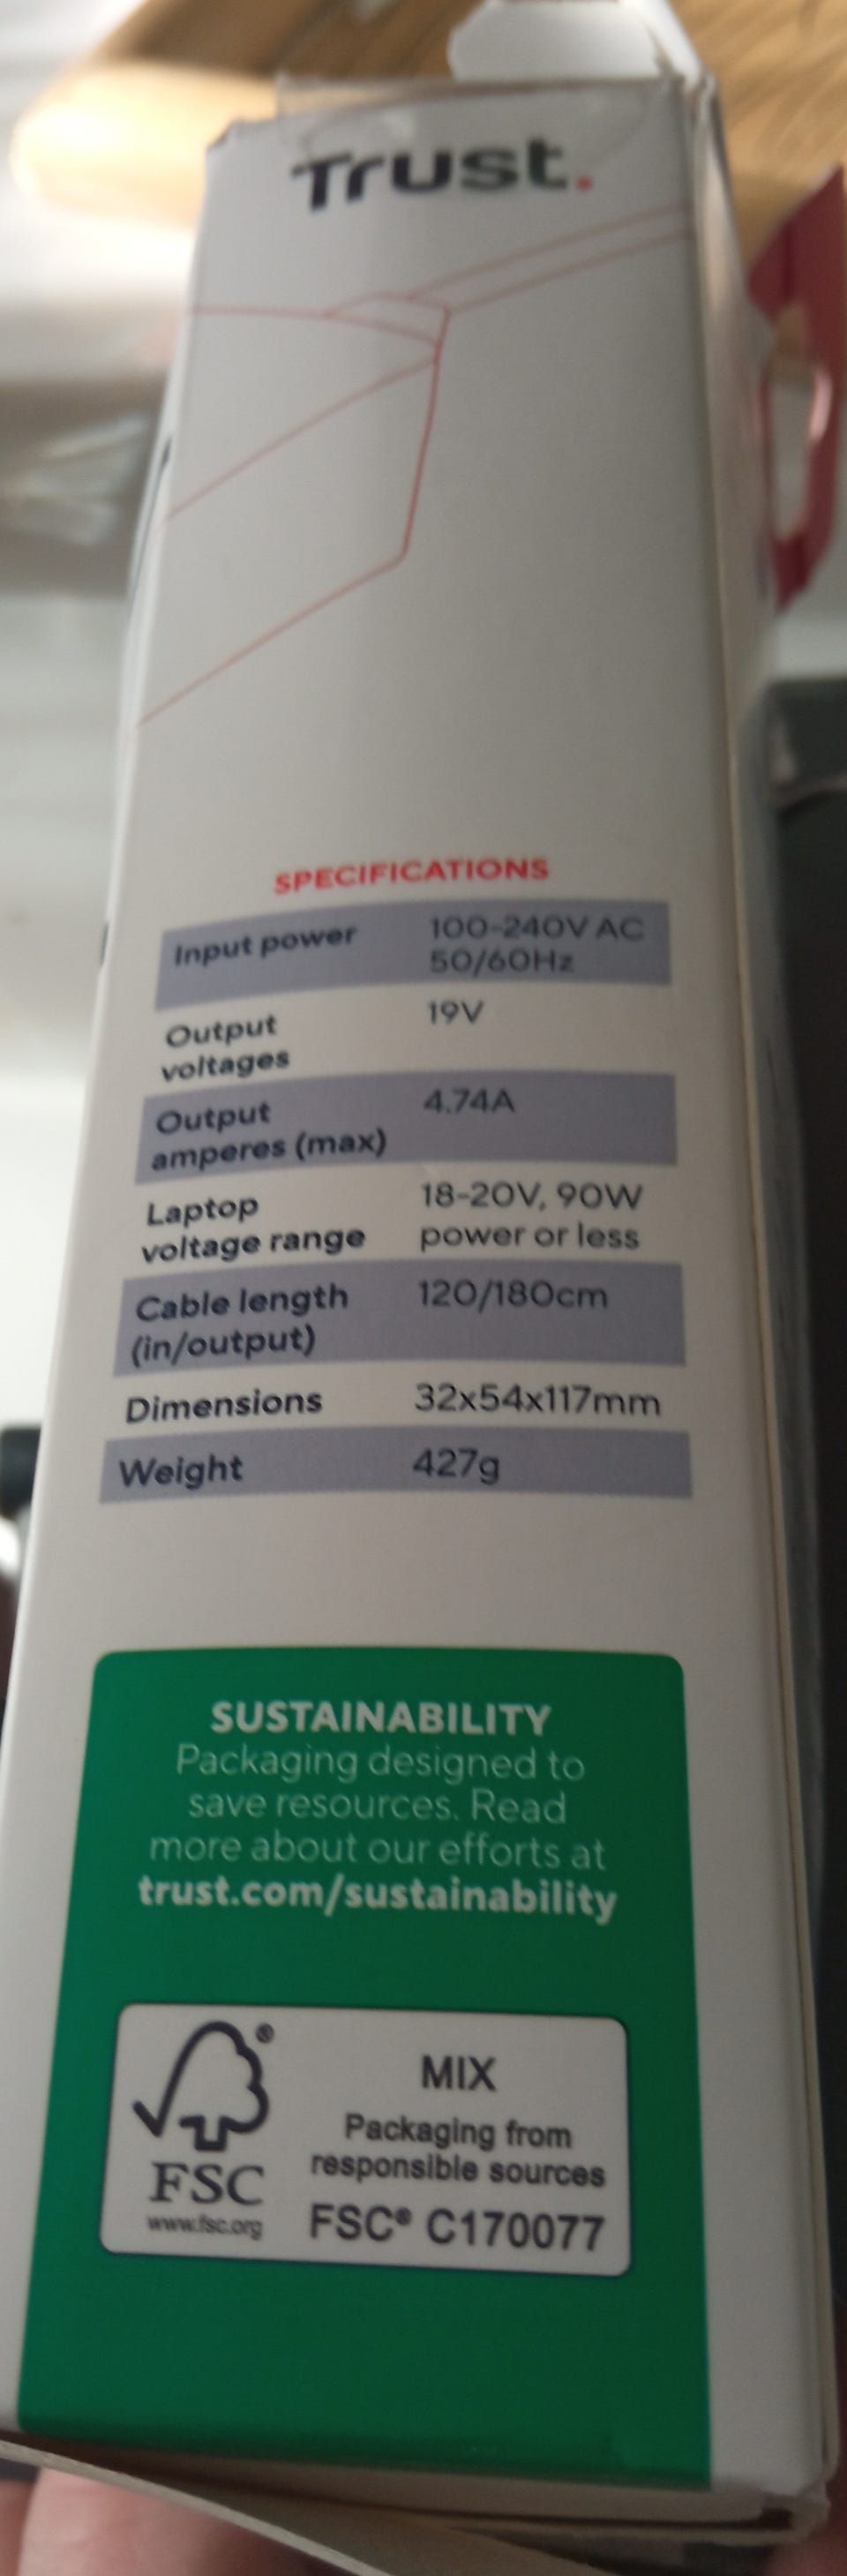 Trust.
SPECIFICATIONS
Input power 100-240V AC
50/60Hz
Output voltages 19V
Output amperes (max) 4.74A
Laptop voltage range 18-20V, 90W
power or less
Cable length (in/output) 120/180cm
Dimensions 32x54x117mm
Weight 427g
SUSTAINABILITY
Packaging designed to
save resources. Read
more about our efforts at
trust.com/sustainability
®
MIX
Packaging from
responsible sources
FSC
www.fsc.org
FSC® C170077